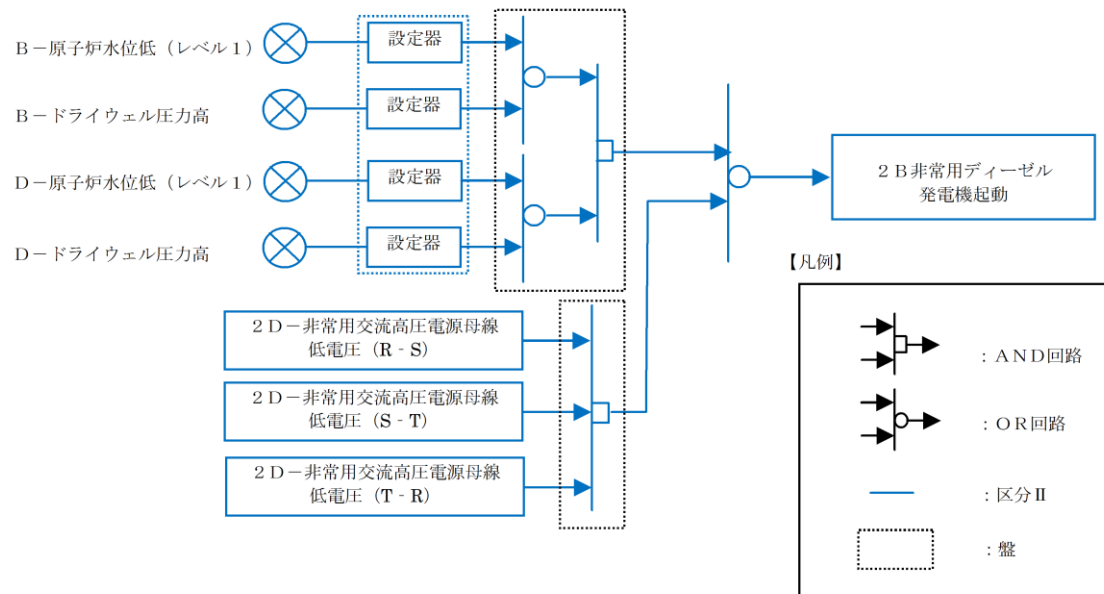 B－原子炉水位低（レベル１）
設定器
B－ドライウェル圧力高
設定器
D－原子炉水位低（レベル１）
設定器
D－ドライウェル圧力高
設定器
２B非常用ディーゼル
発電機起動
２D－非常用交流高圧電源母線
低電圧（R‐S）
２D－非常用交流高圧電源母線
低電圧（S‐T）
２D－非常用交流高圧電源母線
低電圧（T‐R）
【凡例】
：AND回路
：OR回路
：区分Ⅱ
：盤